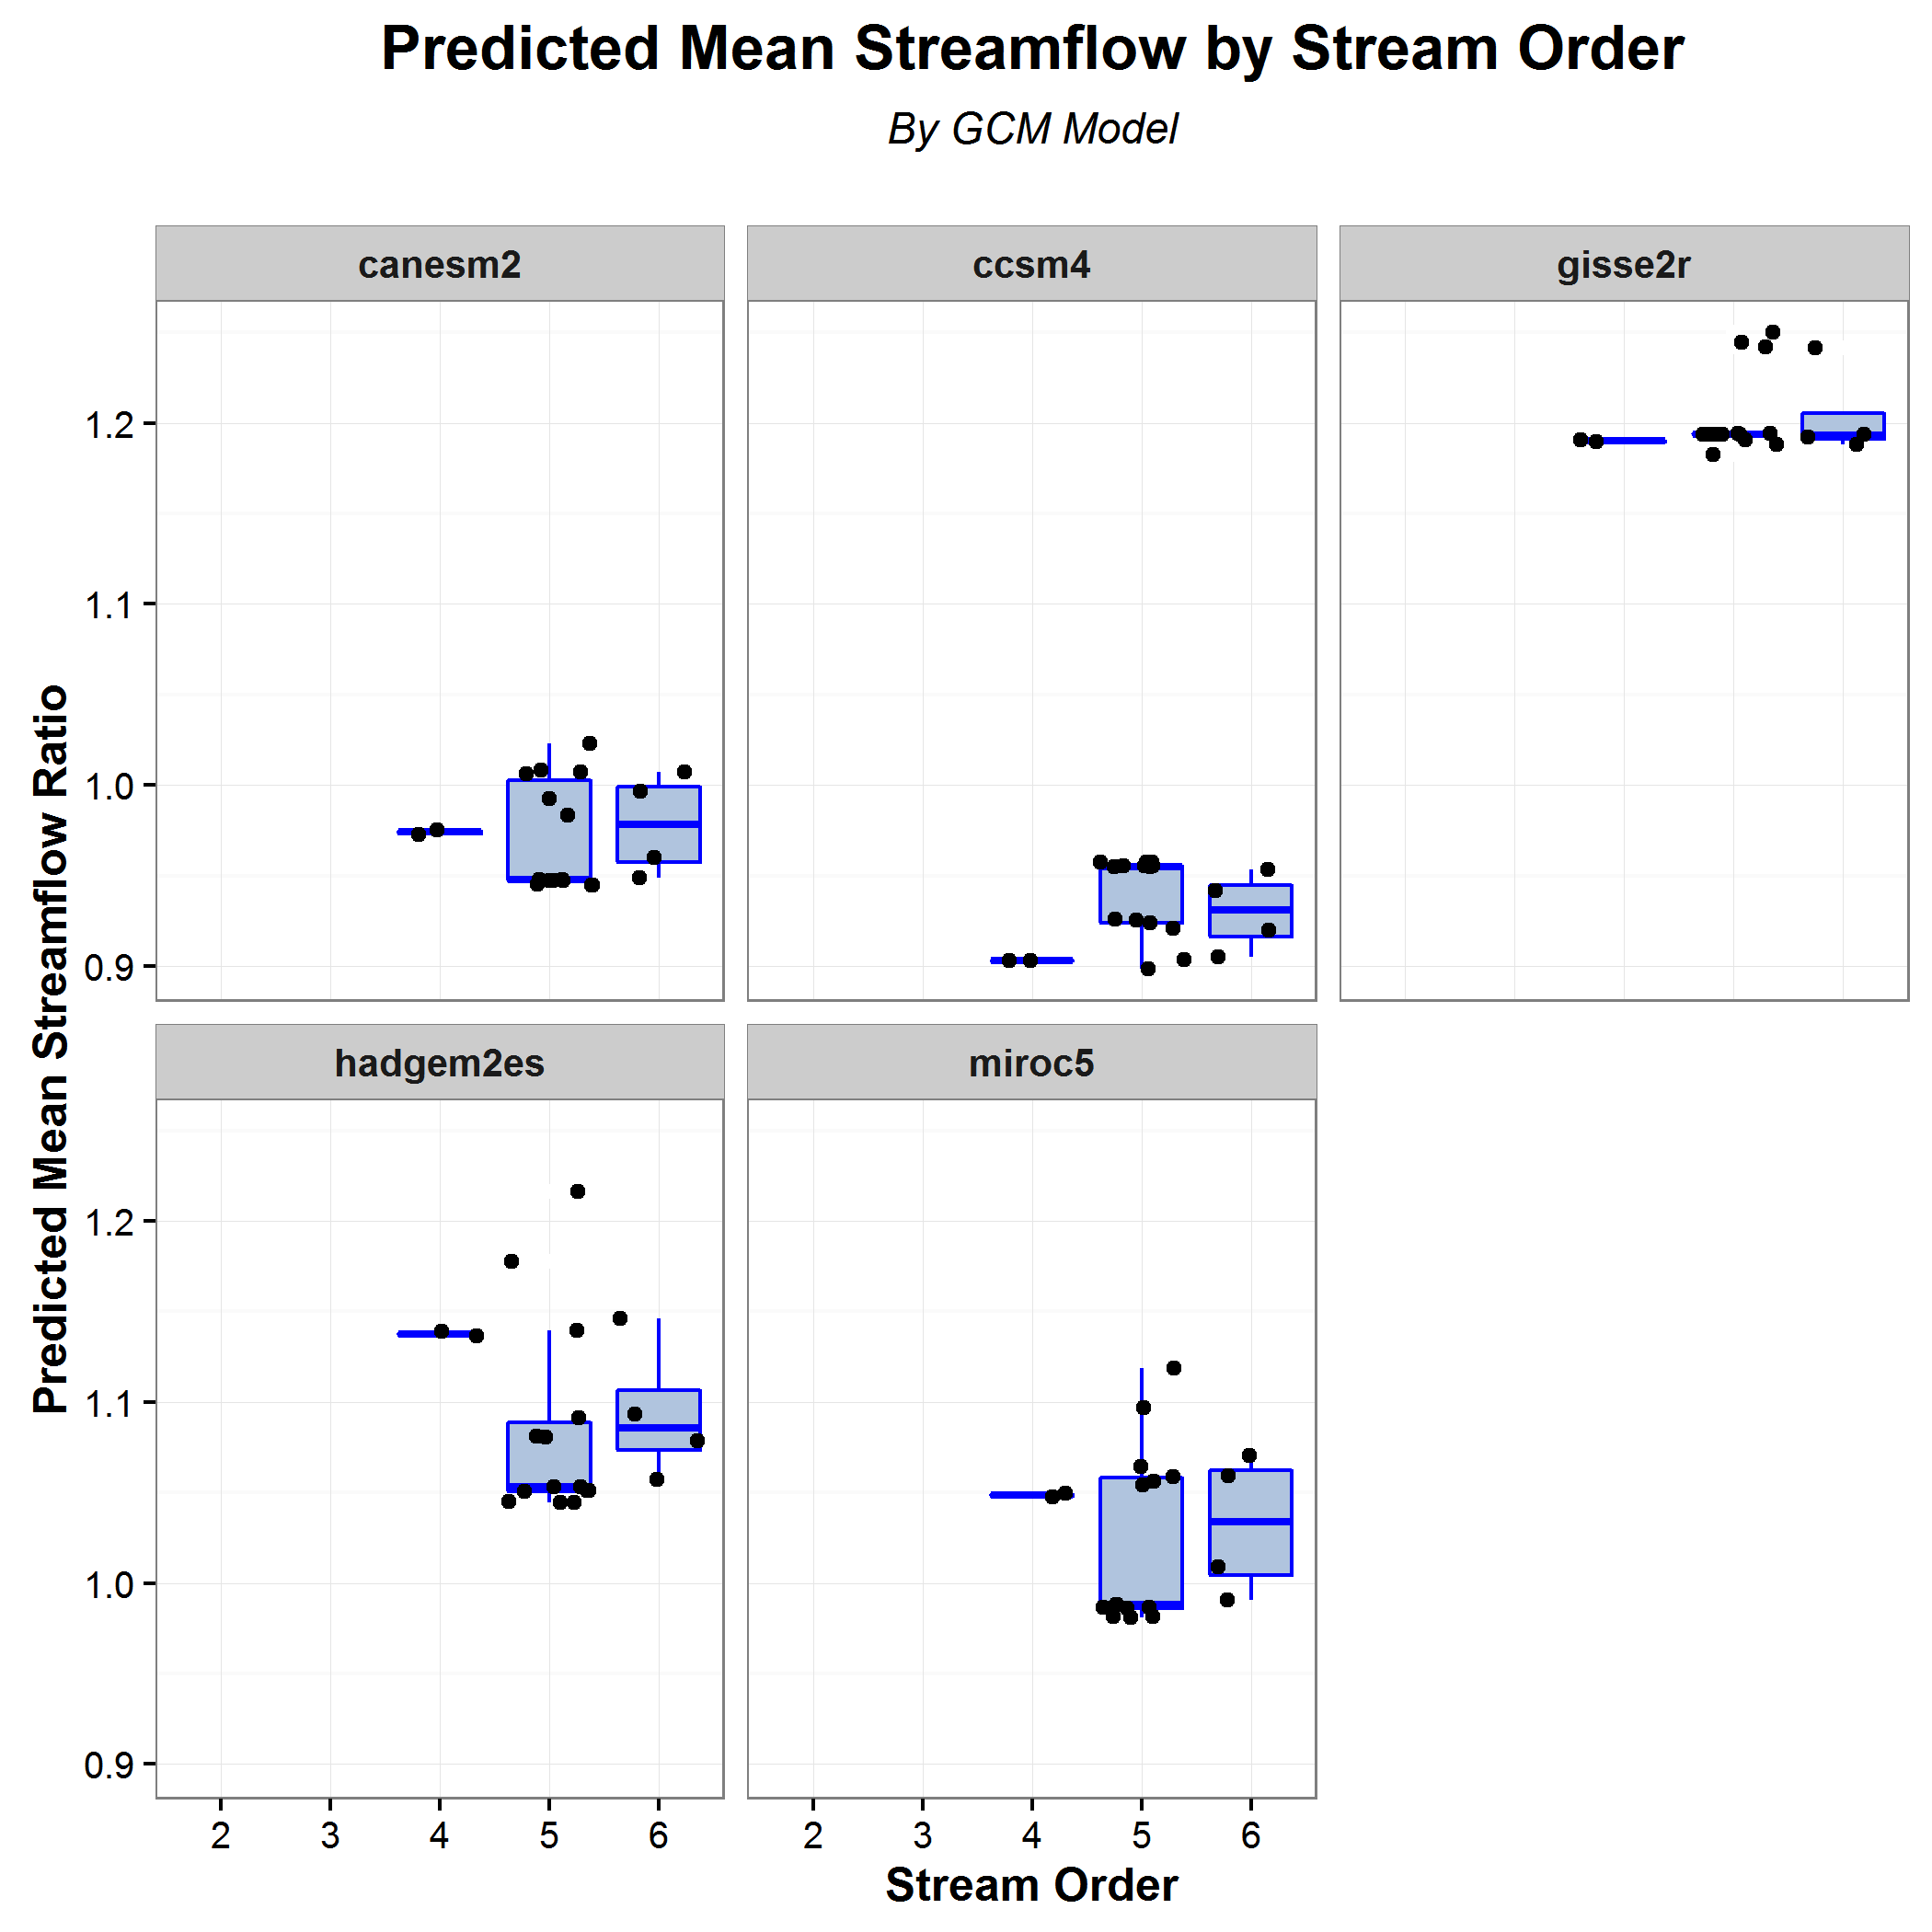 Predicted Mean Streamflow by Stream Order
By GCM Model
canesm2
ccsm4
gisse2r
1.2
1.1
1.0
0.9
Predicted Mean Streamflow Ratio
hadgem2es
miroc5
1.2
1.1
1.0
0.9
2 3 4 5 6
2 3 4 5 6
Stream Order